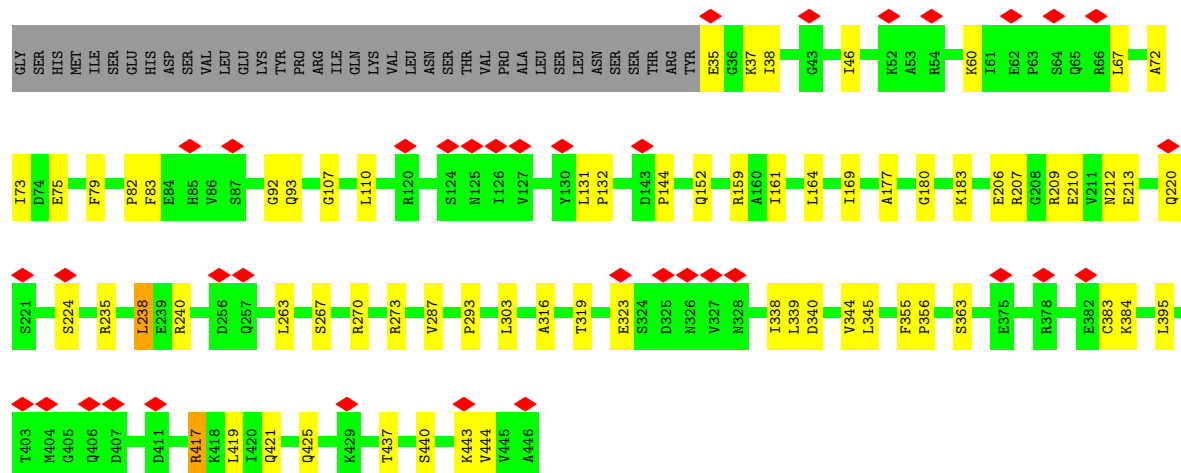 GLY SER HIS MET ILE SER GLU HIS ASP SER VAL LEU GLU LYS TYR PRO ARG ILE GLN LYS VAL LEU ASN SER THR VAL PRO ALA LEU SER LEU ASN SER SER THR ARG TYR E35 G36 K37 I38 G43 I46 K52 A53 R54 K60 I61 E62 P63 S64 Q65 R66 L67 A72
I73 D74 E75 F79 P82 F83 E84 H85 V86 S87 G92 Q93 G107 L110 R120 S124 N125 I126 V127 Y130 L131 P132 D143 P144 Q152 R159 A160 I161 L164 I169 A177 G180 K183 E206 R207 G208 R209 E210 V211 N212 E213 Q220
S221 S224 R235 L238 E239 R240 D256 Q257 L263 S267 R270 R273 V287 P293 L303 A316 T319 E323 S324 D325 N326 V327 N328 I338 L339 D340 V344 L345 F355 P356 S363 E375 R378 E382 C383 K384 L395
T403 M404 G405 Q406 D407 D411 R417 K418 L419 I420 Q421 Q425 K429 T437 S440 K443 V444 V445 A446